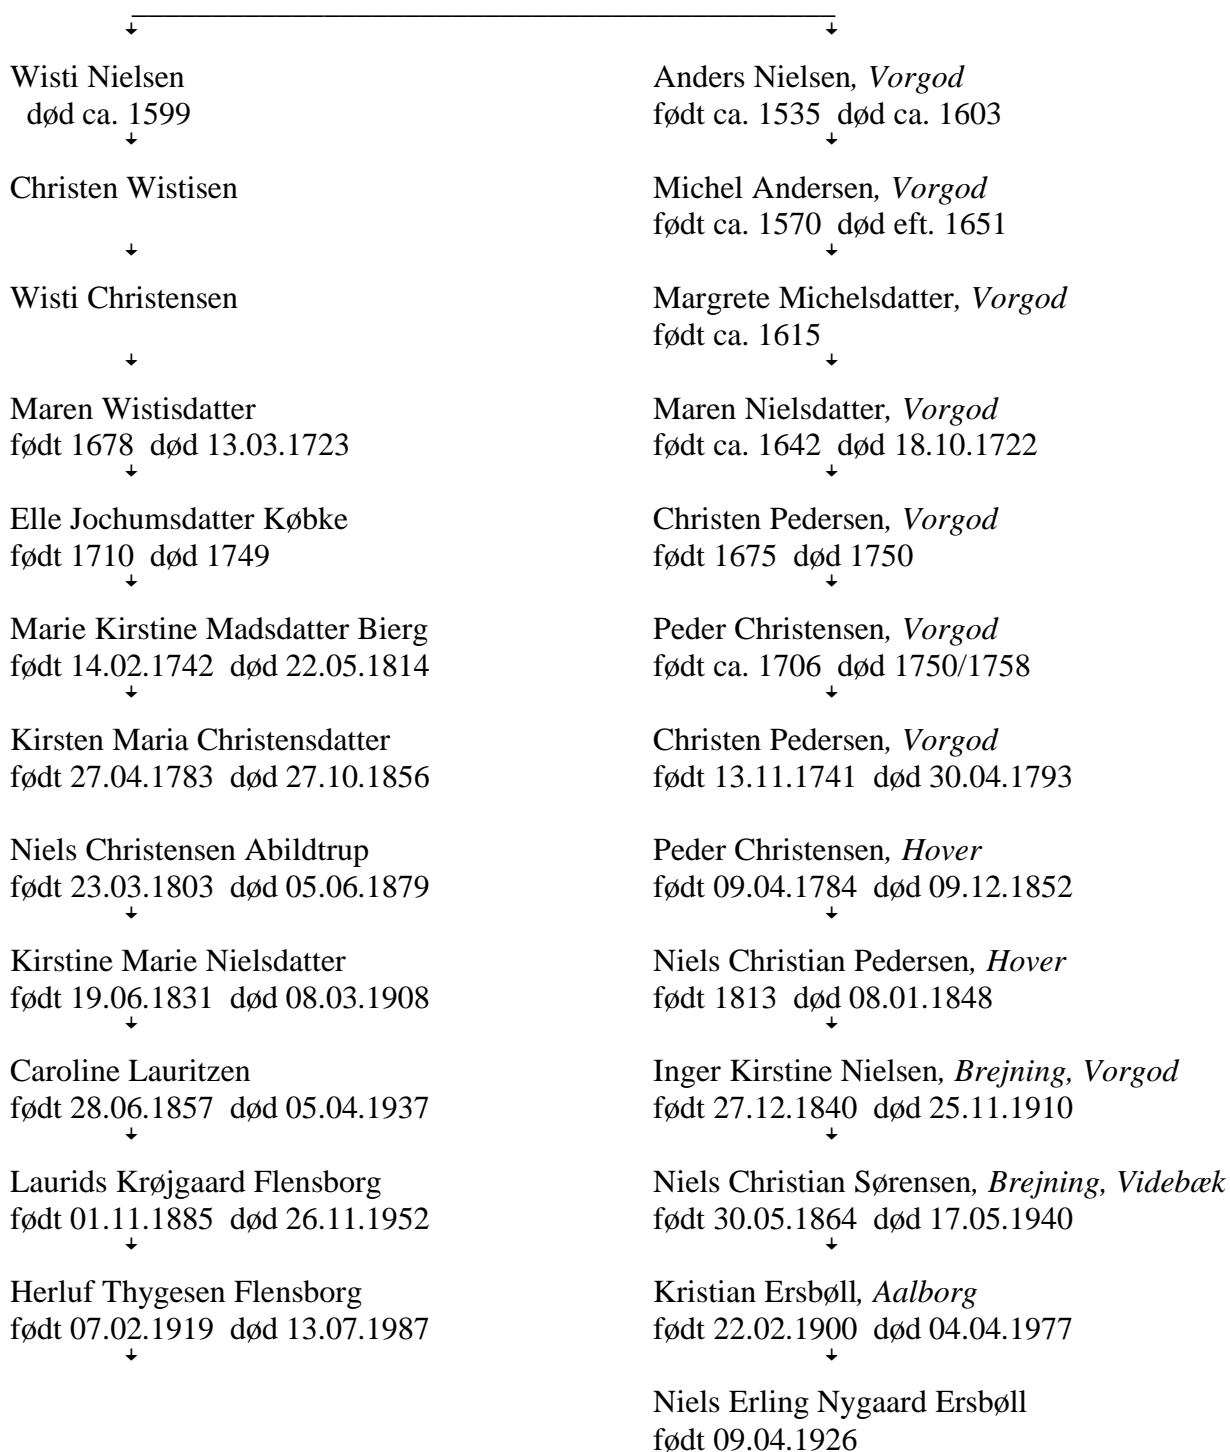 Wisti Nielsen
død ca. 1599
Christen Wistisen
Wisti Christensen
Maren Wistisdatter
født 1678 død 13.03.1723
Elle Jochumsdatter Købke
født 1710 død 1749
Marie Kirstine Madsdatter Bierg
født 14.02.1742 død 22.05.1814
Kirsten Maria Christensdatter
født 27.04.1783 død 27.10.1856
Niels Christensen Abildtrup
født 23.03.1803 død 05.06.1879
Kirstine Marie Nielsdatter
født 19.06.1831 død 08.03.1908
Caroline Lauritzen
født 28.06.1857 død 05.04.1937
Laurids Krøjgaard Flensborg
født 01.11.1885 død 26.11.1952
Herluf Thygesen Flensborg
født 07.02.1919 død 13.07.1987
Anders Nielsen, Vorgod
født ca. 1535 død ca. 1603
Michel Andersen, Vorgod
født ca. 1570 død eft. 1651
Margrete Michelsdatter, Vorgod
født ca. 1615
Maren Nielsdatter, Vorgod
født ca. 1642 død 18.10.1722
Christen Pedersen, Vorgod
født 1675 død 1750
Peder Christensen, Vorgod
født ca. 1706 død 1750/1758
Christen Pedersen, Vorgod
født 13.11.1741 død 30.04.1793
Peder Christensen, Hover
født 09.04.1784 død 09.12.1852
Niels Christian Pedersen, Hover
født 1813 død 08.01.1848
Inger Kirstine Nielsen, Brejning, Vorgod
født 27.12.1840 død 25.11.1910
Niels Christian Sørensen, Brejning, Videbæk
født 30.05.1864 død 17.05.1940
Kristian Ersbøll, Aalborg
født 22.02.1900 død 04.04.1977
Niels Erling Nygaard Ersbøll
født 09.04.1926